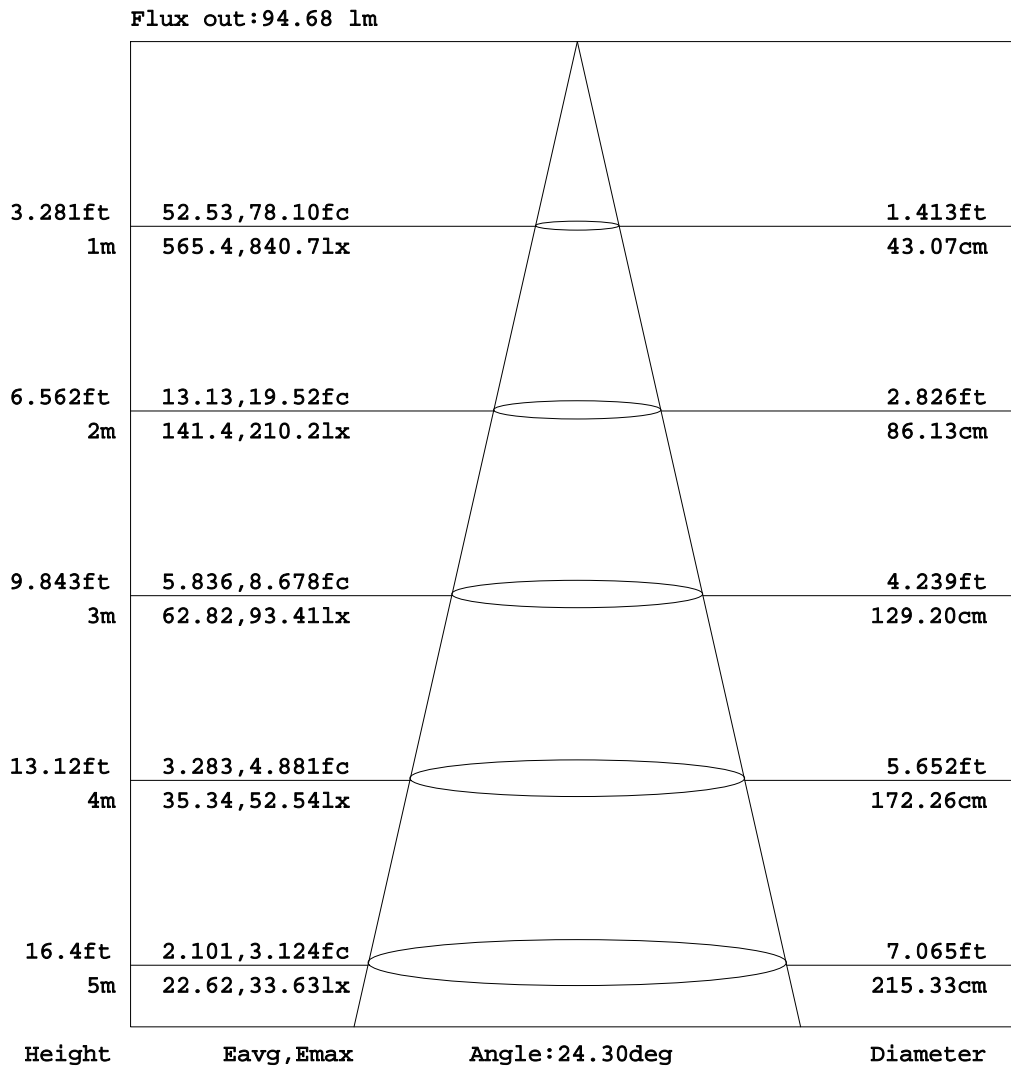 Flux out:94.68 lm
3.281ft 52.53,78.10fc 1.413ft
1m 565.4,840.7lx 43.07cm
6.562ft 13.13,19.52fc 2.826ft
2m 141.4,210.2lx 86.13cm
9.843ft 5.836,8.678fc 4.239ft
3m 62.82,93.41lx 129.20cm
13.12ft 3.283,4.881fc 5.652ft
4m 35.34,52.54lx 172.26cm
16.4ft 2.101,3.124fc 7.065ft
5m 22.62,33.63lx 215.33cm
Height Eavg,Emax Angle:24.30deg Diameter